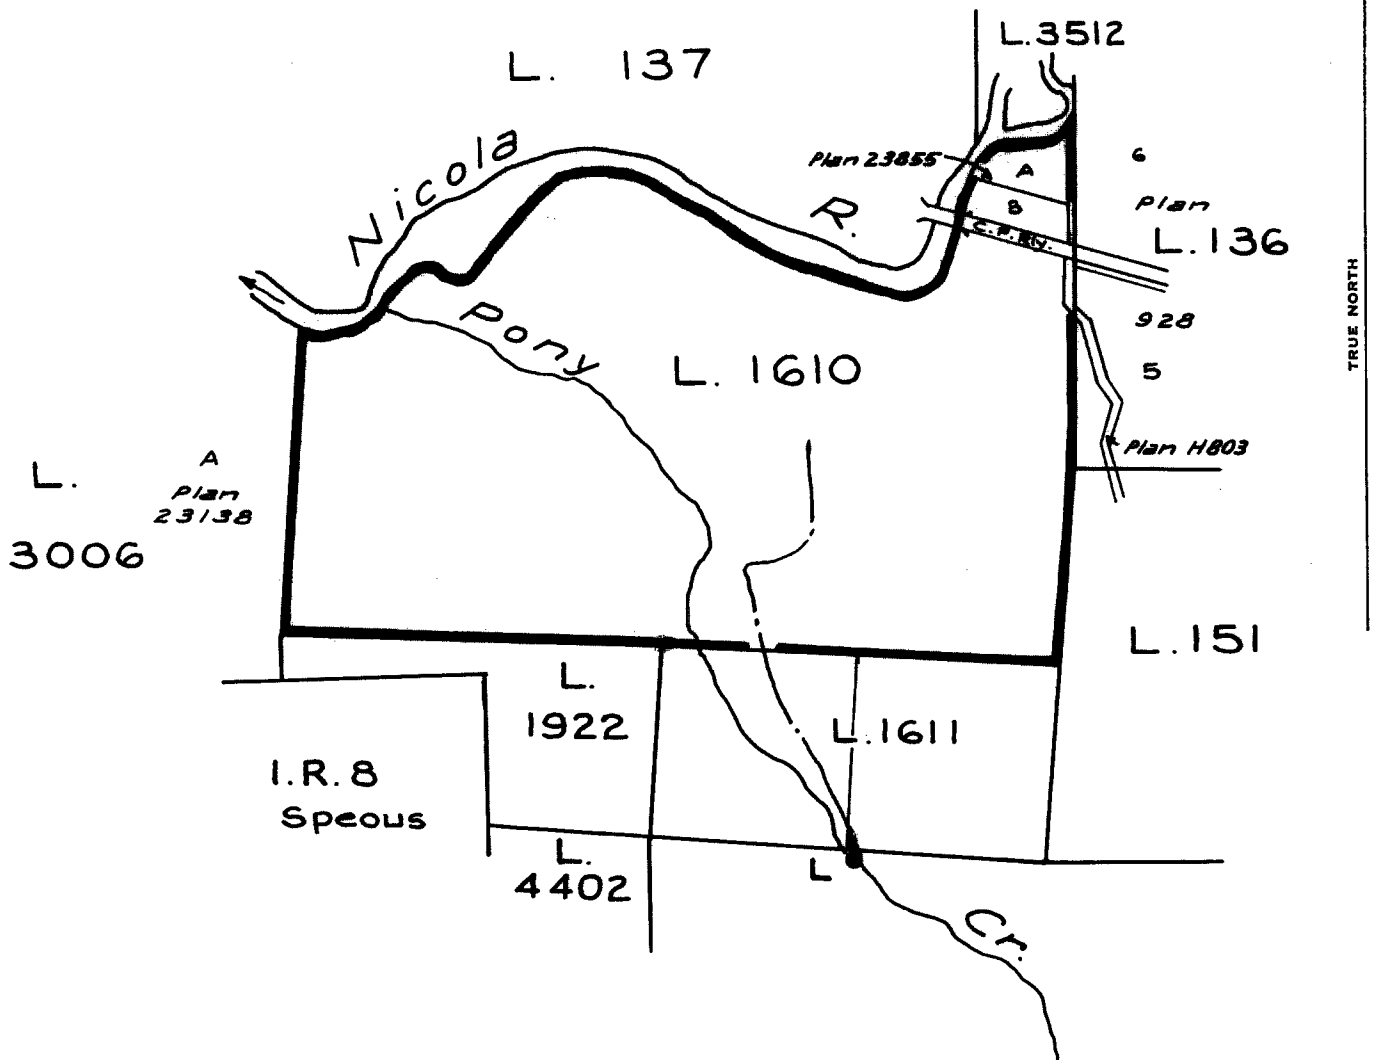 L. 3512
L. 137
Nicola
R.
Plan 23855
A
B
C.P. Rly.
6
Plan
L. 136
928
5
Plan H803
TRUE NORTH
Pony
L. 1610
L.
3006
A
Plan
23138
L. 151
L.
1922
L. 1611
I.R. 8
Speous
L.
4402
L
Cr.